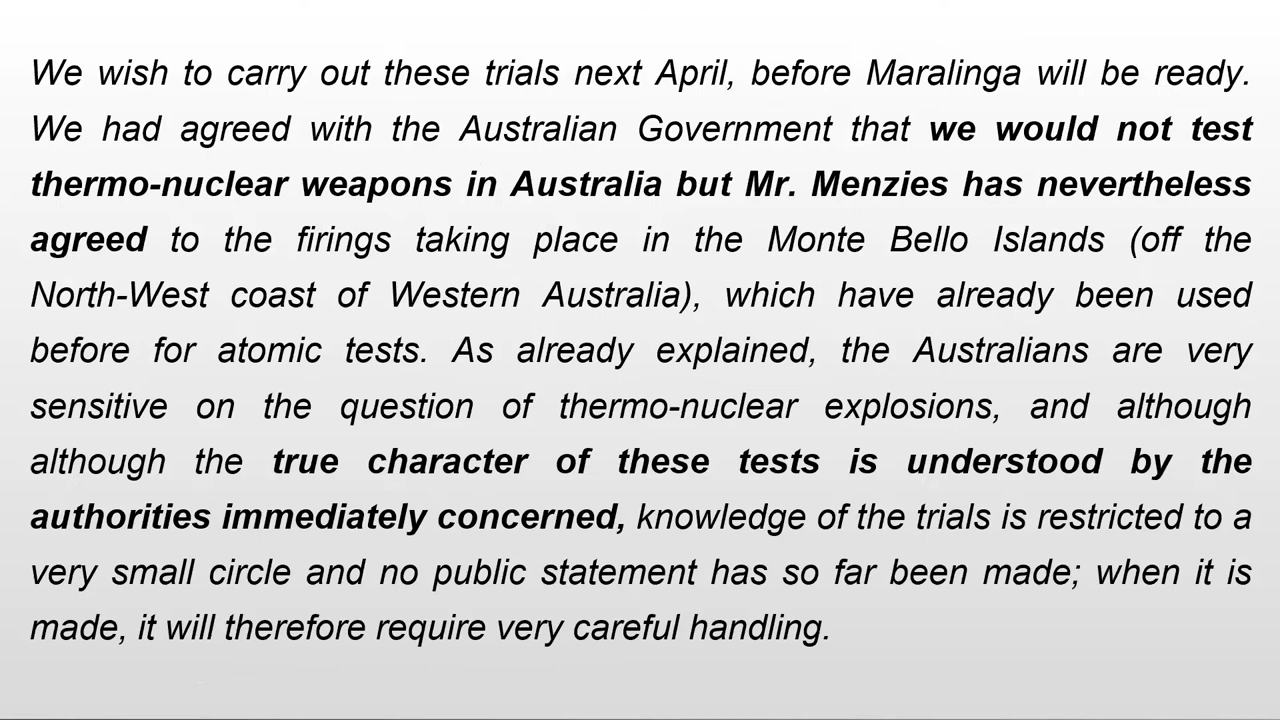 We wish to carry out these trials next April, before Maralinga will be ready.
We had agreed with the Australian Government that we would not test
thermo-nuclear weapons in Australia but Mr. Menzies has nevertheless
agreed to the firings taking place in the Monte Bello Islands (off the
North-West coast of Western Australia), which have already been used
before for atomic tests. As already explained, the Australians are very
sensitive on the question of thermo-nuclear explosions, and although
although the true character of these tests is understood by the
authorities immediately concerned, knowledge of the trials is restricted to a
very small circle and no public statement has so far been made; when it is
made, it will therefore require very careful handling.